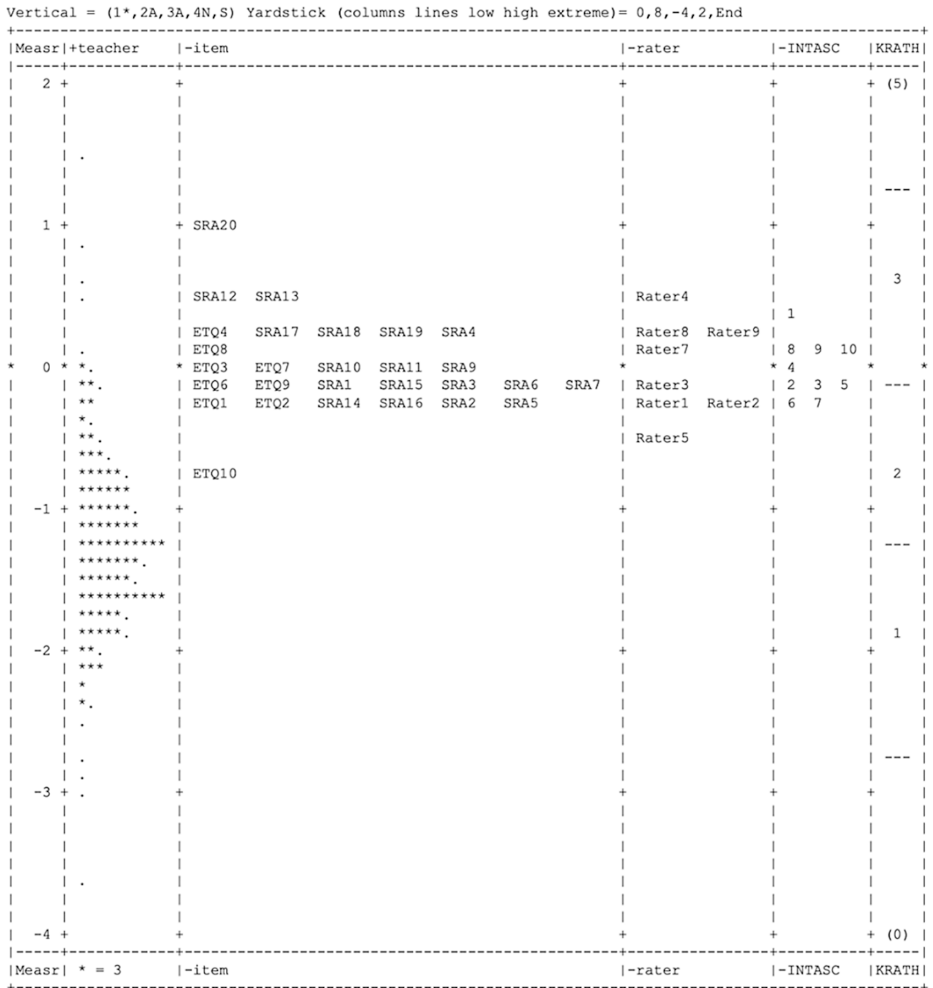 Vertical = (1*,2A,3A,4N,S) Yardstick (columns lines low high extreme)= 0,8,-4,2,End
+-----------------------------------------------------------------------------------------------+
|Measr|+teacher    |-item                                              |-rater           |-INTASC    |KRATH|
|-----+------------+---------------------------------------------------+-----------------+-----------+-----|
|   2 +            +                                                   +                 +           + (5) |
|     |            |                                                   |                 |           |     |
|     |            |                                                   |                 |           |     |
|     |            |                                                   |                 |           |     |
|     | .          |                                                   |                 |           |     |
|     |            |                                                   |                 |           |     |
|     |            |                                                   |                 |           | --- |
|     |            |                                                   |                 |           |     |
|   1 +            + SRA20                                             +                 +           +     |
|     | .          |                                                   |                 |           |     |
|     |            |                                                   |                 |           |     |
|     | .          |                                                   |                 |           |  3  |
|     | .          | SRA12  SRA13                                      | Rater4          |           |     |
|     |            |                                                   |                 | 1         |     |
|     |            | ETQ4   SRA17  SRA18  SRA19  SRA4                  | Rater8  Rater9  |           |     |
|     | .          | ETQ8                                              | Rater7          | 8  9  10  |     |
*   0 * *.         * ETQ3   ETQ7   SRA10  SRA11  SRA9                  *                 * 4         *     *
|     | **.        | ETQ6   ETQ9   SRA1   SRA15  SRA3   SRA6   SRA7    | Rater3          | 2  3  5   | --- |
|     | **         | ETQ1   ETQ2   SRA14  SRA16  SRA2   SRA5           | Rater1  Rater2  | 6  7      |     |
|     | *.         |                                                   |                 |           |     |
|     | **.        |                                                   | Rater5          |           |     |
|     | ***.       |                                                   |                 |           |     |
|     | *****.     | ETQ10                                             |                 |           |  2  |
|     | ******     |                                                   |                 |           |     |
|  -1 + ******.    +                                                   +                 +           +     |
|     | *******    |                                                   |                 |           |     |
|     | ********** |                                                   |                 |           | --- |
|     | *******.   |                                                   |                 |           |     |
|     | ******.    |                                                   |                 |           |     |
|     | ********** |                                                   |                 |           |     |
|     | *****.     |                                                   |                 |           |     |
|     | *****.     |                                                   |                 |           |  1  |
|  -2 + **.        +                                                   +                 +           +     |
|     | ***        |                                                   |                 |           |     |
|     | *          |                                                   |                 |           |     |
|     | *.         |                                                   |                 |           |     |
|     | .          |                                                   |                 |           |     |
|     |            |                                                   |                 |           |     |
|     | .          |                                                   |                 |           | --- |
|     | .          |                                                   |                 |           |     |
|  -3 + .          +                                                   +                 +           +     |
|     |            |                                                   |                 |           |     |
|     |            |                                                   |                 |           |     |
|     |            |                                                   |                 |           |     |
|     |            |                                                   |                 |           |     |
|     | .          |                                                   |                 |           |     |
|     |            |                                                   |                 |           |     |
|     |            |                                                   |                 |           |     |
|  -4 +            +                                                   +                 +           + (0) |
|-----+------------+---------------------------------------------------+-----------------+-----------+-----|
|Measr| * = 3      |-item                                              |-rater           |-INTASC    |KRATH|
+-----------------------------------------------------------------------------------------------+